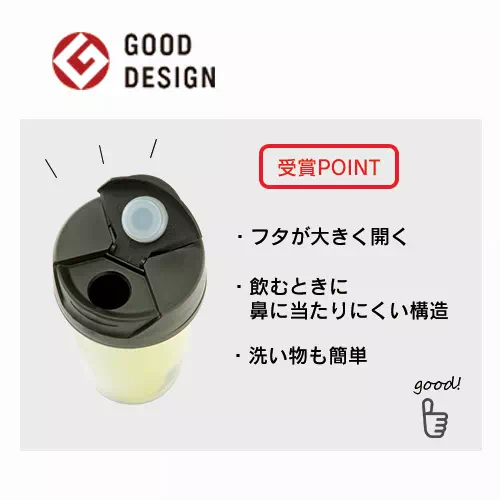 GOOD
DESIGN
受賞POINT
・フタが大きく開く
・飲むときに
鼻に当たりにくい構造
・洗い物も簡単
good!